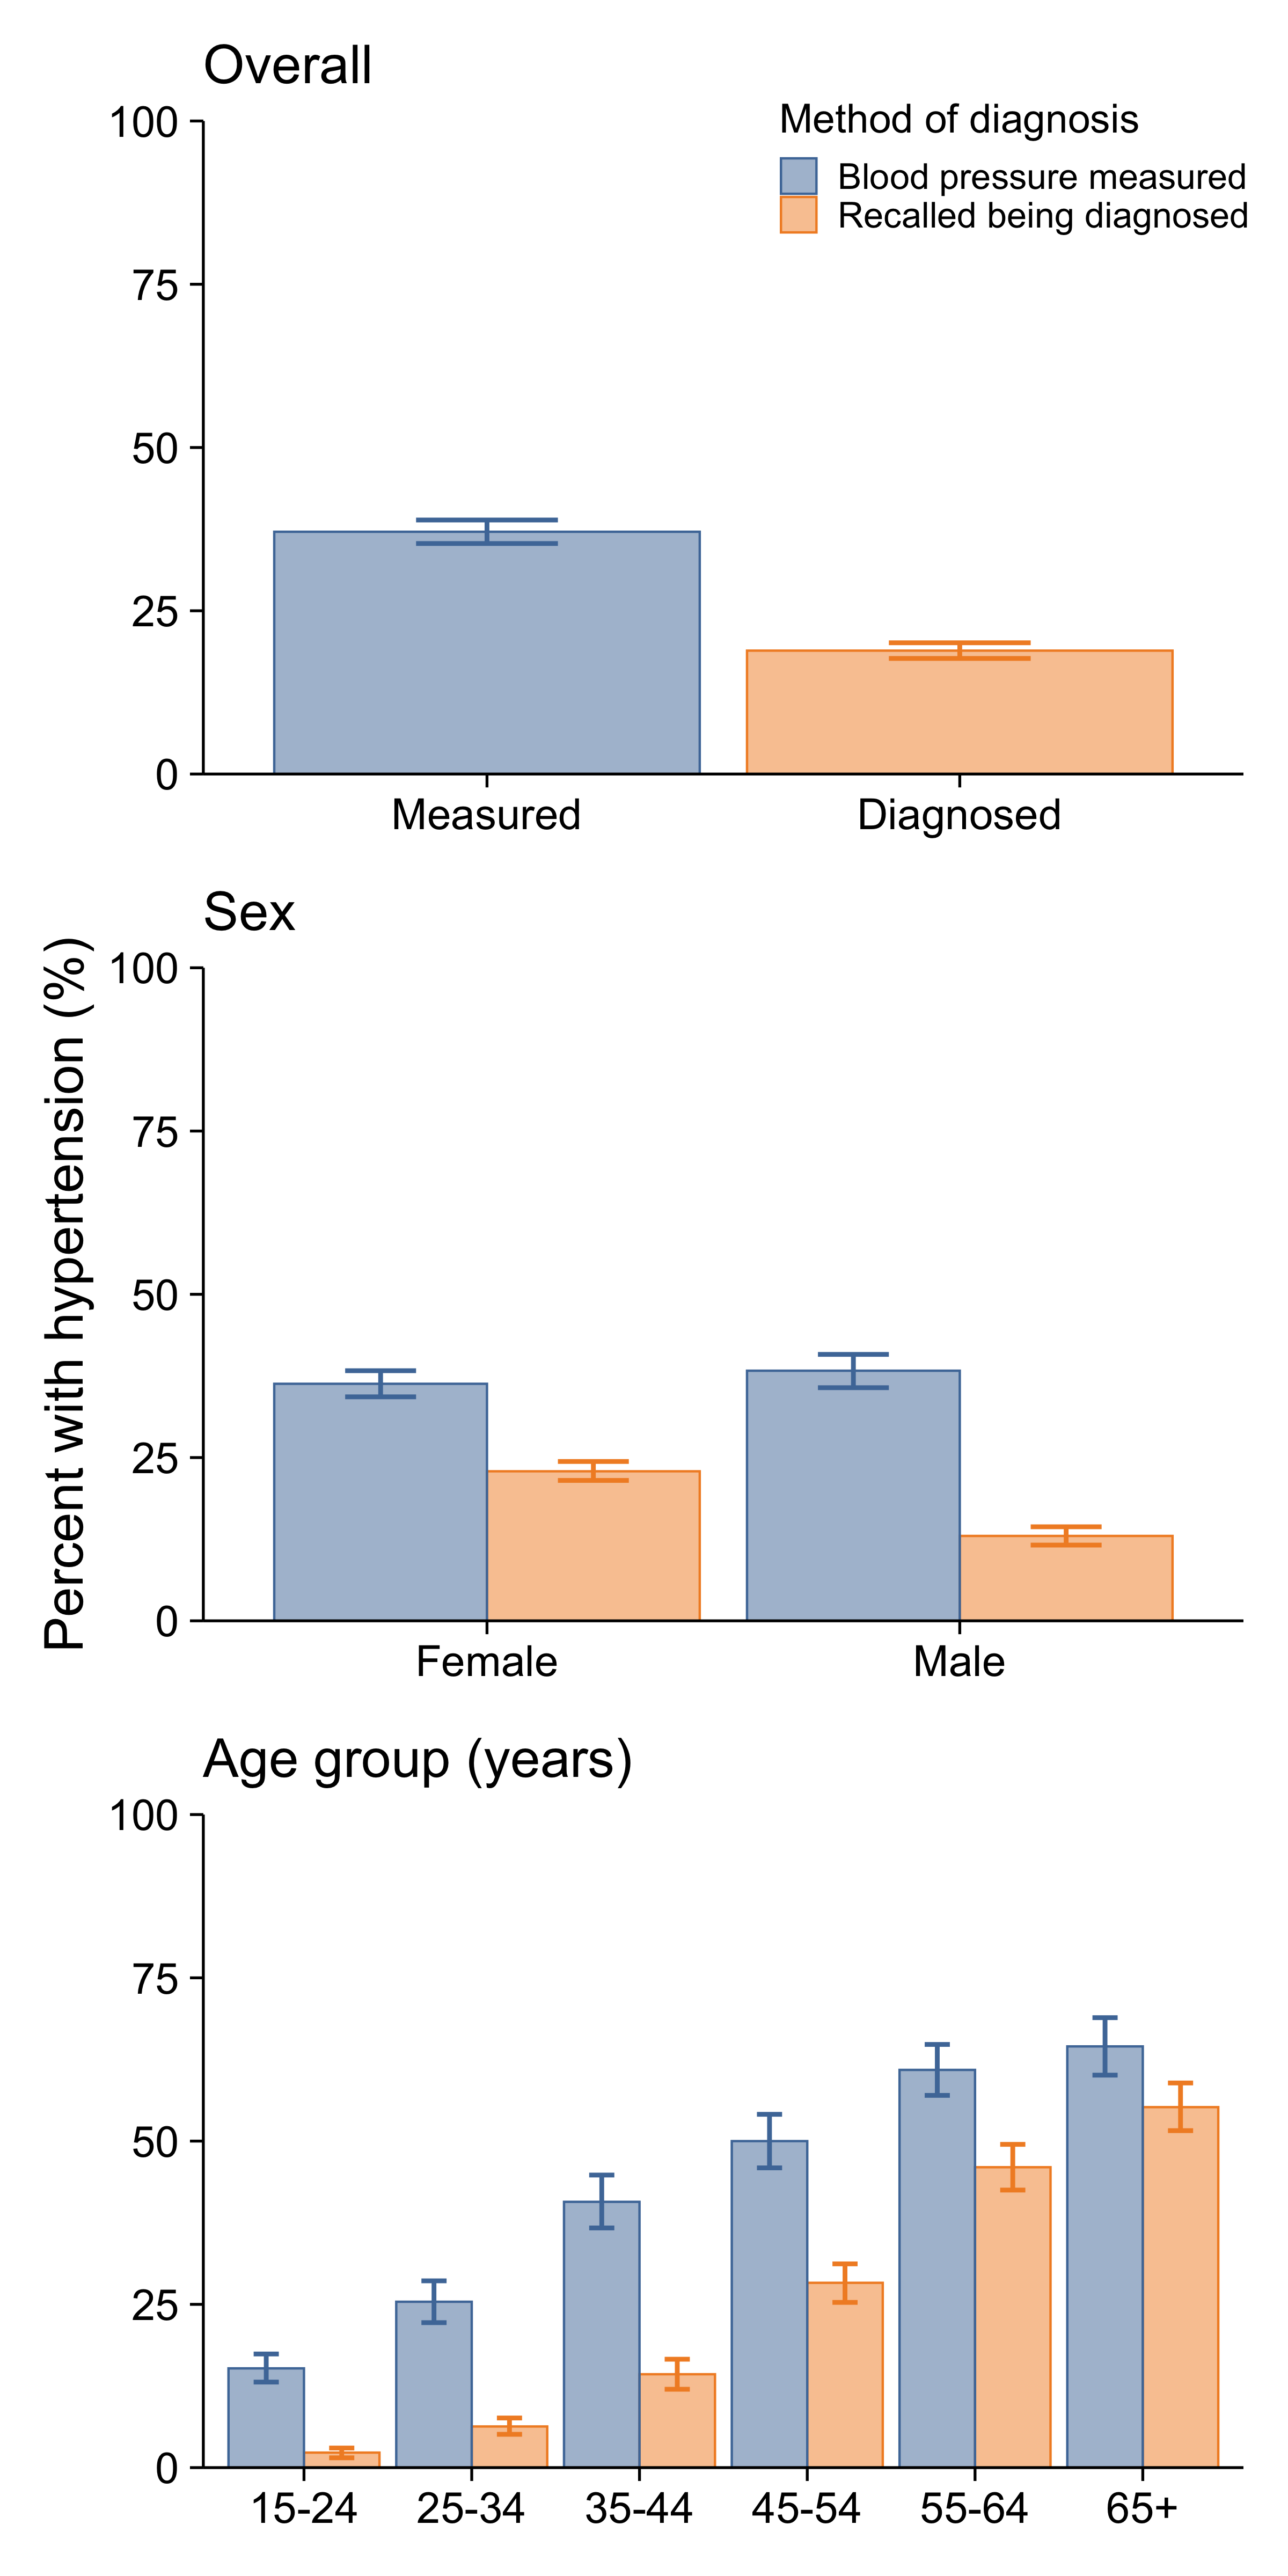 Overall
Method of diagnosis
Blood pressure measured
Recalled being diagnosed
100
75
50
25
0
Measured Diagnosed
Percent with hypertension (%)
Sex
100
75
50
25
0
Female Male
Age group (years)
100
75
50
25
0
15-24 25-34 35-44 45-54 55-64 65+